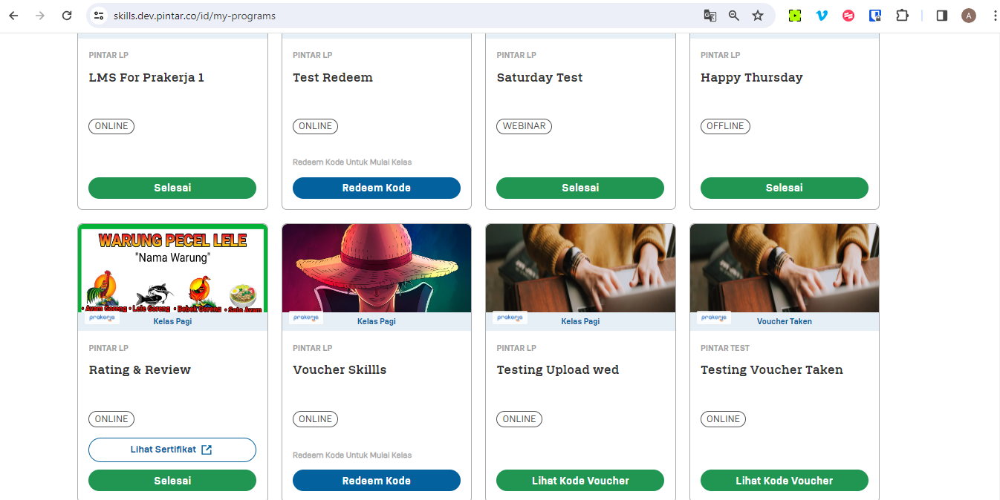 skills.dev.pintar.co/id/my-programs
A
PINTAR LP
LMS For Prakerja 1
ONLINE
Selesai
PINTAR LP
Test Redeem
ONLINE
Redeem Kode Untuk Mulai Kelas
Redeem Kode
PINTAR LP
Saturday Test
WEBINAR
Selesai
PINTAR LP
Happy Thursday
OFFLINE
Selesai
WARUNG PECEL LELE
"Nama Warung"
• Ayam Goreng • Lele Goreng • Bebek Goreng • Soto Ayam
prakerja
Kelas Pagi
PINTAR LP
Rating & Review
ONLINE
Lihat Sertifikat
Selesai
prakerja
Kelas Pagi
PINTAR LP
Voucher Skillls
ONLINE
Redeem Kode Untuk Mulai Kelas
Redeem Kode
prakerja
Kelas Pagi
PINTAR LP
Testing Upload wed
ONLINE
Lihat Kode Voucher
prakerja
Voucher Taken
PINTAR TEST
Testing Voucher Taken
ONLINE
Lihat Kode Voucher